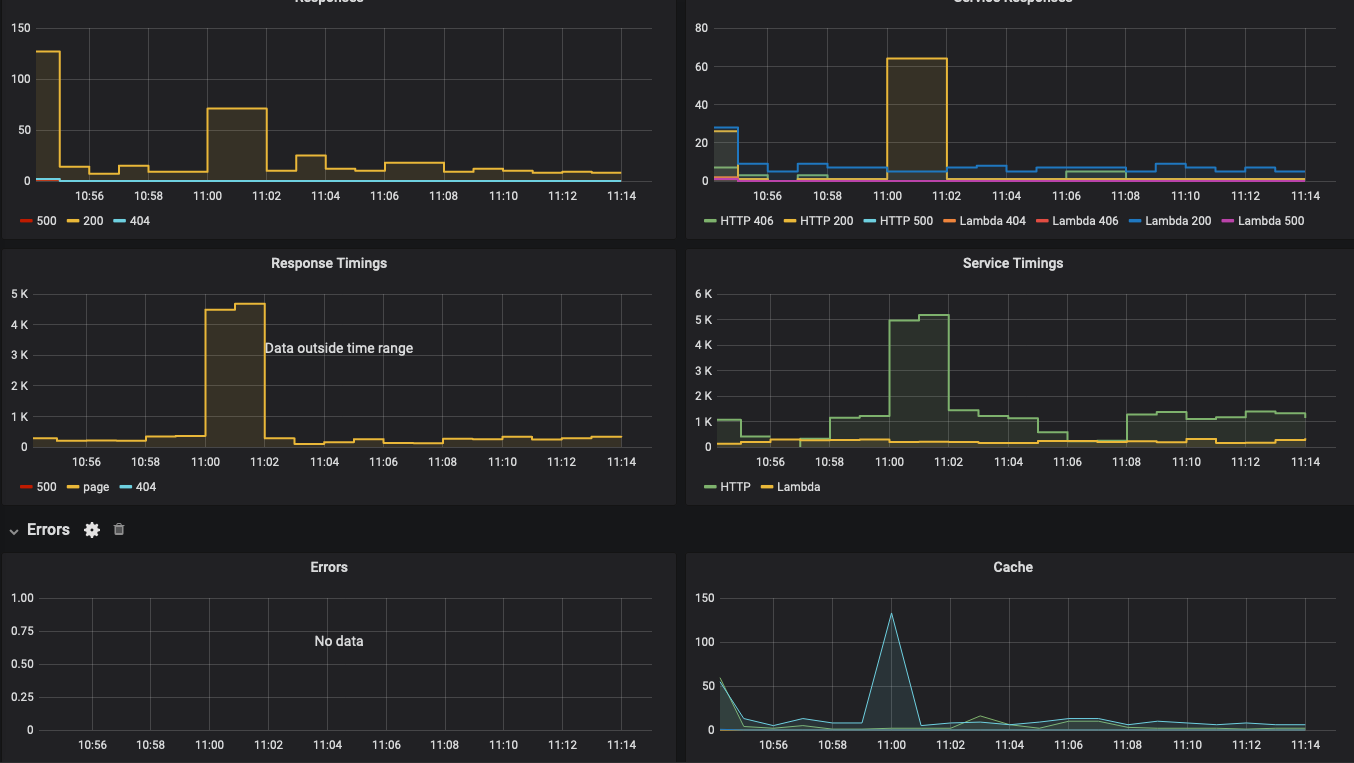 Responses
150
100
50
0
10:56 10:58 11:00 11:02 11:04 11:06 11:08 11:10 11:12 11:14
500 200 404
Service Responses
80
60
40
20
0
10:56 10:58 11:00 11:02 11:04 11:06 11:08 11:10 11:12 11:14
HTTP 406 HTTP 200 HTTP 500 Lambda 404 Lambda 406 Lambda 200 Lambda 500
Response Timings
5 K
4 K
3 K
2 K
1 K
0
Data outside time range
10:56 10:58 11:00 11:02 11:04 11:06 11:08 11:10 11:12 11:14
500 page 404
Service Timings
6 K
5 K
4 K
3 K
2 K
1 K
0
10:56 10:58 11:00 11:02 11:04 11:06 11:08 11:10 11:12 11:14
HTTP Lambda
Errors
Errors
1.00
0.75
0.50
0.25
0
No data
10:56 10:58 11:00 11:02 11:04 11:06 11:08 11:10 11:12 11:14
Cache
150
100
50
0
10:56 10:58 11:00 11:02 11:04 11:06 11:08 11:10 11:12 11:14